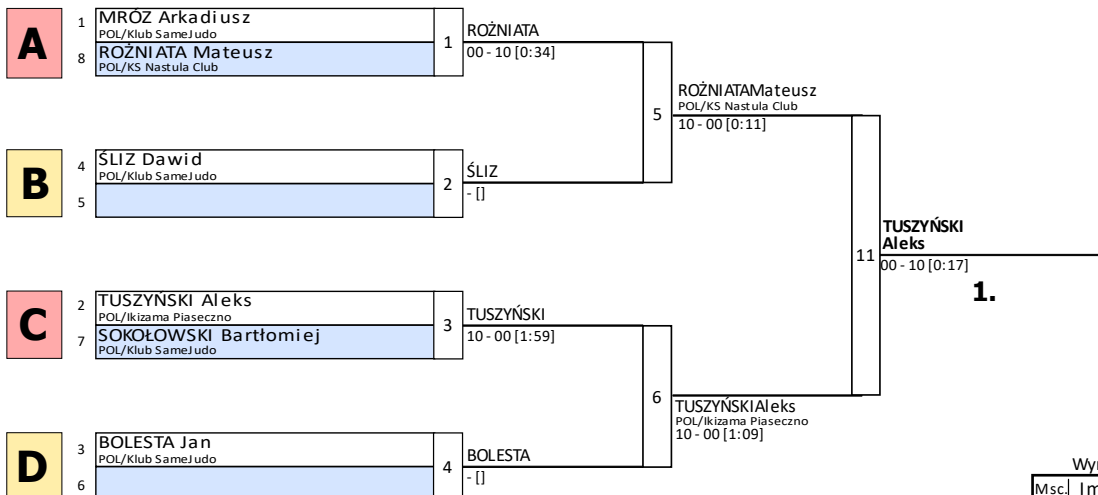 A
1 MRÓZ Arkadiusz
POL/Klub SameJudo
8 ROŻNIATA Mateusz
POL/KS Nastula Club
1
ROŻNIATA
00 - 10 [0:34]
B
4 ŚLIZ Dawid
POL/Klub SameJudo
5
2
ŚLIZ
- []
5
ROŻNIATAMateusz
POL/KS Nastula Club
10 - 00 [0:11]
C
2 TUSZYŃSKI Aleks
POL/Ikizama Piaseczno
7 SOKOŁOWSKI Bartłomiej
POL/Klub SameJudo
3
TUSZYŃSKI
10 - 00 [1:59]
D
3 BOLESTA Jan
POL/Klub SameJudo
6
4
BOLESTA
- []
6
TUSZYŃSKIAleks
POL/Ikizama Piaseczno
10 - 00 [1:09]
11
TUSZYŃSKI
Aleks
00 - 10 [0:17]
1.
Wyr
Msc. Im